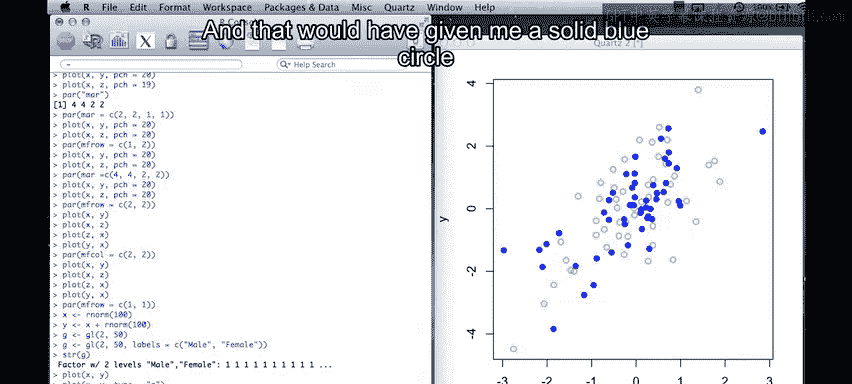 R Edit Format Workspace Packages & Data Misc Quartz Window Help
And that would have given me a solid blue
circle
Quartz 2
Help Search
> plot(x, y, pch = 20)
> plot(x, z, pch = 19)
> par("mar")
[1] 4 4 2 2
> par(mar = c(2, 2, 1, 1))
> plot(x, y, pch = 20)
> plot(x, z, pch = 20)
> par(mfrow = c(1, 2))
> plot(x, y, pch = 20)
> plot(x, z, pch = 20)
> par(mar =c(4, 4, 2, 2))
> plot(x, y, pch = 20)
> plot(x, z, pch = 20)
> par(mfrow = c(2, 2))
> plot(x, y)
> plot(x, z)
> plot(z, x)
> plot(y, x)
> par(mfcol = c(2, 2))
> plot(x, y)
> plot(x, z)
> plot(z, x)
> plot(y, x)
> par(mfrow = c(1, 1))
> x <- rnorm(100)
> y <- x + rnorm(100)
> g <- gl(2, 50)
> g <- gl(2, 50, labels = c("Male", "Female"))
> str(g)
Factor w/ 2 levels "Male","Female": 1 1 1 1 1 1 1 1 1 1 ...
> plot(x, y)
y
4
2
0
-2
-4
-3 -2 -1 0 1 2 3